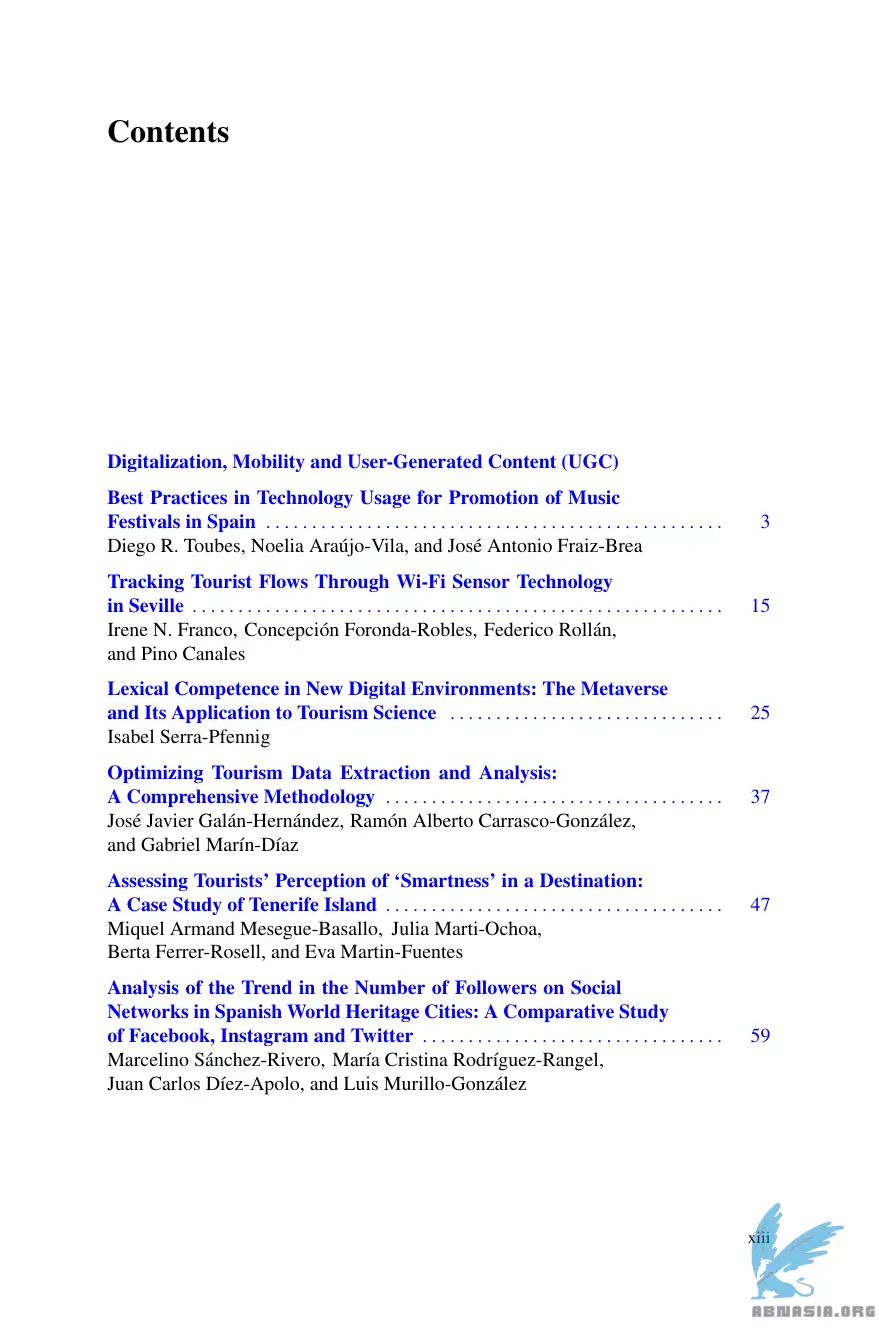 Contents
Digitalization, Mobility and User-Generated Content (UGC)
Best Practices in Technology Usage for Promotion of Music
Festivals in Spain . . . . . . . . . . . . . . . . . . . . . . . . . . . . . . . . . . . . . . . . . . . . . . . . . . 3
Diego R. Toubes, Noelia Araújo-Vila, and José Antonio Fraiz-Brea
Tracking Tourist Flows Through Wi-Fi Sensor Technology
in Seville . . . . . . . . . . . . . . . . . . . . . . . . . . . . . . . . . . . . . . . . . . . . . . . . . . . . . . . . . . 15
Irene N. Franco, Concepción Foronda-Robles, Federico Rollán,
and Pino Canales
Lexical Competence in New Digital Environments: The Metaverse
and Its Application to Tourism Science . . . . . . . . . . . . . . . . . . . . . . . . . . . . . . 25
Isabel Serra-Pfennig
Optimizing Tourism Data Extraction and Analysis:
A Comprehensive Methodology . . . . . . . . . . . . . . . . . . . . . . . . . . . . . . . . . . . . . 37
José Javier Galán-Hernández, Ramón Alberto Carrasco-González,
and Gabriel Marín-Díaz
Assessing Tourists’ Perception of ‘Smartness’ in a Destination:
A Case Study of Tenerife Island . . . . . . . . . . . . . . . . . . . . . . . . . . . . . . . . . . . . . 47
Miquel Armand Mesegue-Basallo, Julia Marti-Ochoa,
Berta Ferrer-Rosell, and Eva Martin-Fuentes
Analysis of the Trend in the Number of Followers on Social
Networks in Spanish World Heritage Cities: A Comparative Study
of Facebook, Instagram and Twitter . . . . . . . . . . . . . . . . . . . . . . . . . . . . . . . . . 59
Marcelino Sánchez-Rivero, María Cristina Rodríguez-Rangel,
Juan Carlos Díez-Apolo, and Luis Murillo-González
xiii
ABNASIA.ORG